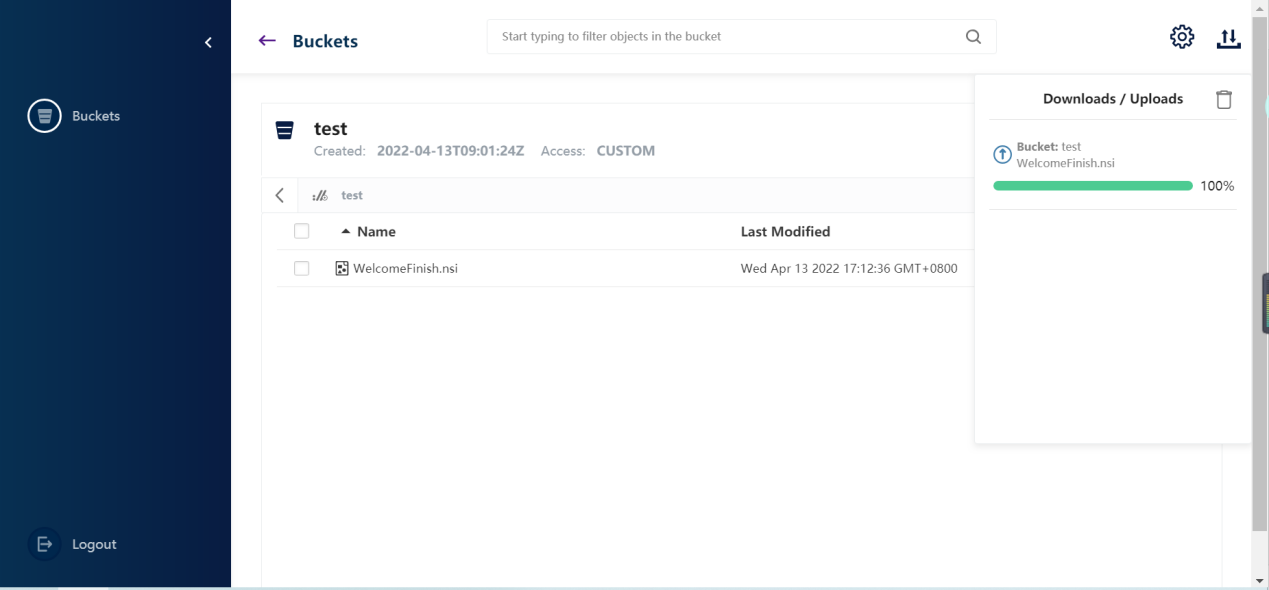 Buckets
Start typing to filter objects in the bucket
Buckets
Downloads / Uploads
test
Created: 2022-04-13T09:01:24Z Access: CUSTOM
Bucket: test
WelcomeFinish.nsi
100%
test
Name Last Modified
WelcomeFinish.nsi Wed Apr 13 2022 17:12:36 GMT+0800
Logout